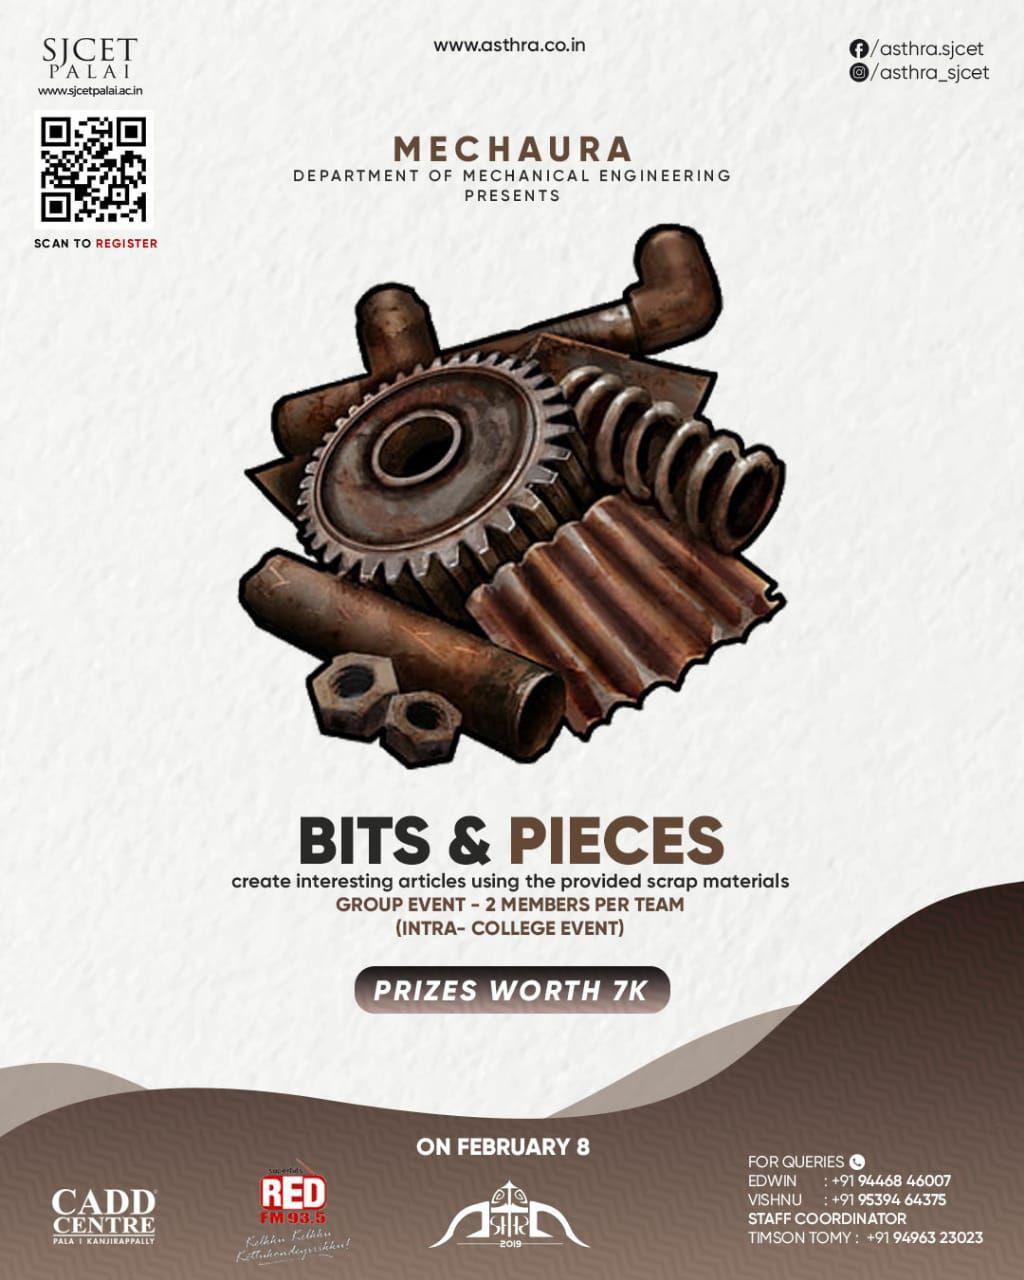 SJCET
PALAI
www.sjcetpalai.ac.in
www.asthra.co.in
/asthra.sjcet
/asthra_sjcet
SCAN TO REGISTER
MECHAURA
DEPARTMENT OF MECHANICAL ENGINEERING
PRESENTS
BITS & PIECES
create interesting articles using the provided scrap materials
GROUP EVENT - 2 MEMBERS PER TEAM
(INTRA- COLLEGE EVENT)
PRIZES WORTH 7K
ON FEBRUARY 8
CADD
CENTRE
PALA | KANJIRAPPALLY
superhits
RED
FM 93.5
Kelkku Kelkku
2019
FOR QUERIES
EDWIN : +91 94468 46007
VISHNU : +91 95394 64375
STAFF COORDINATOR
TIMSON TOMY : +91 94963 23023